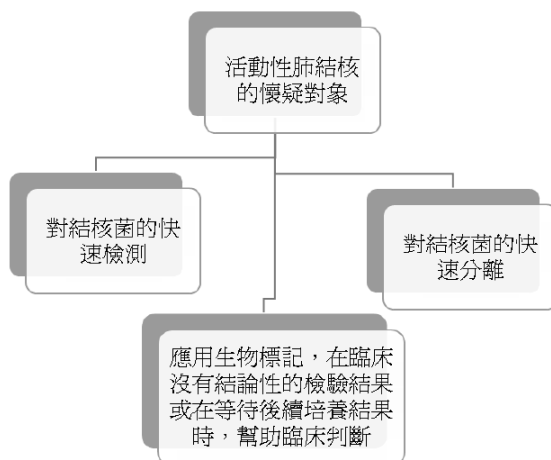 活動性肺結核
的懷疑對象
對結核菌的快
速檢測
對結核菌的快
速分離
應用生物標記，在臨床
沒有結論性的檢驗結果
或在等待後續培養結果
時，幫助臨床判斷